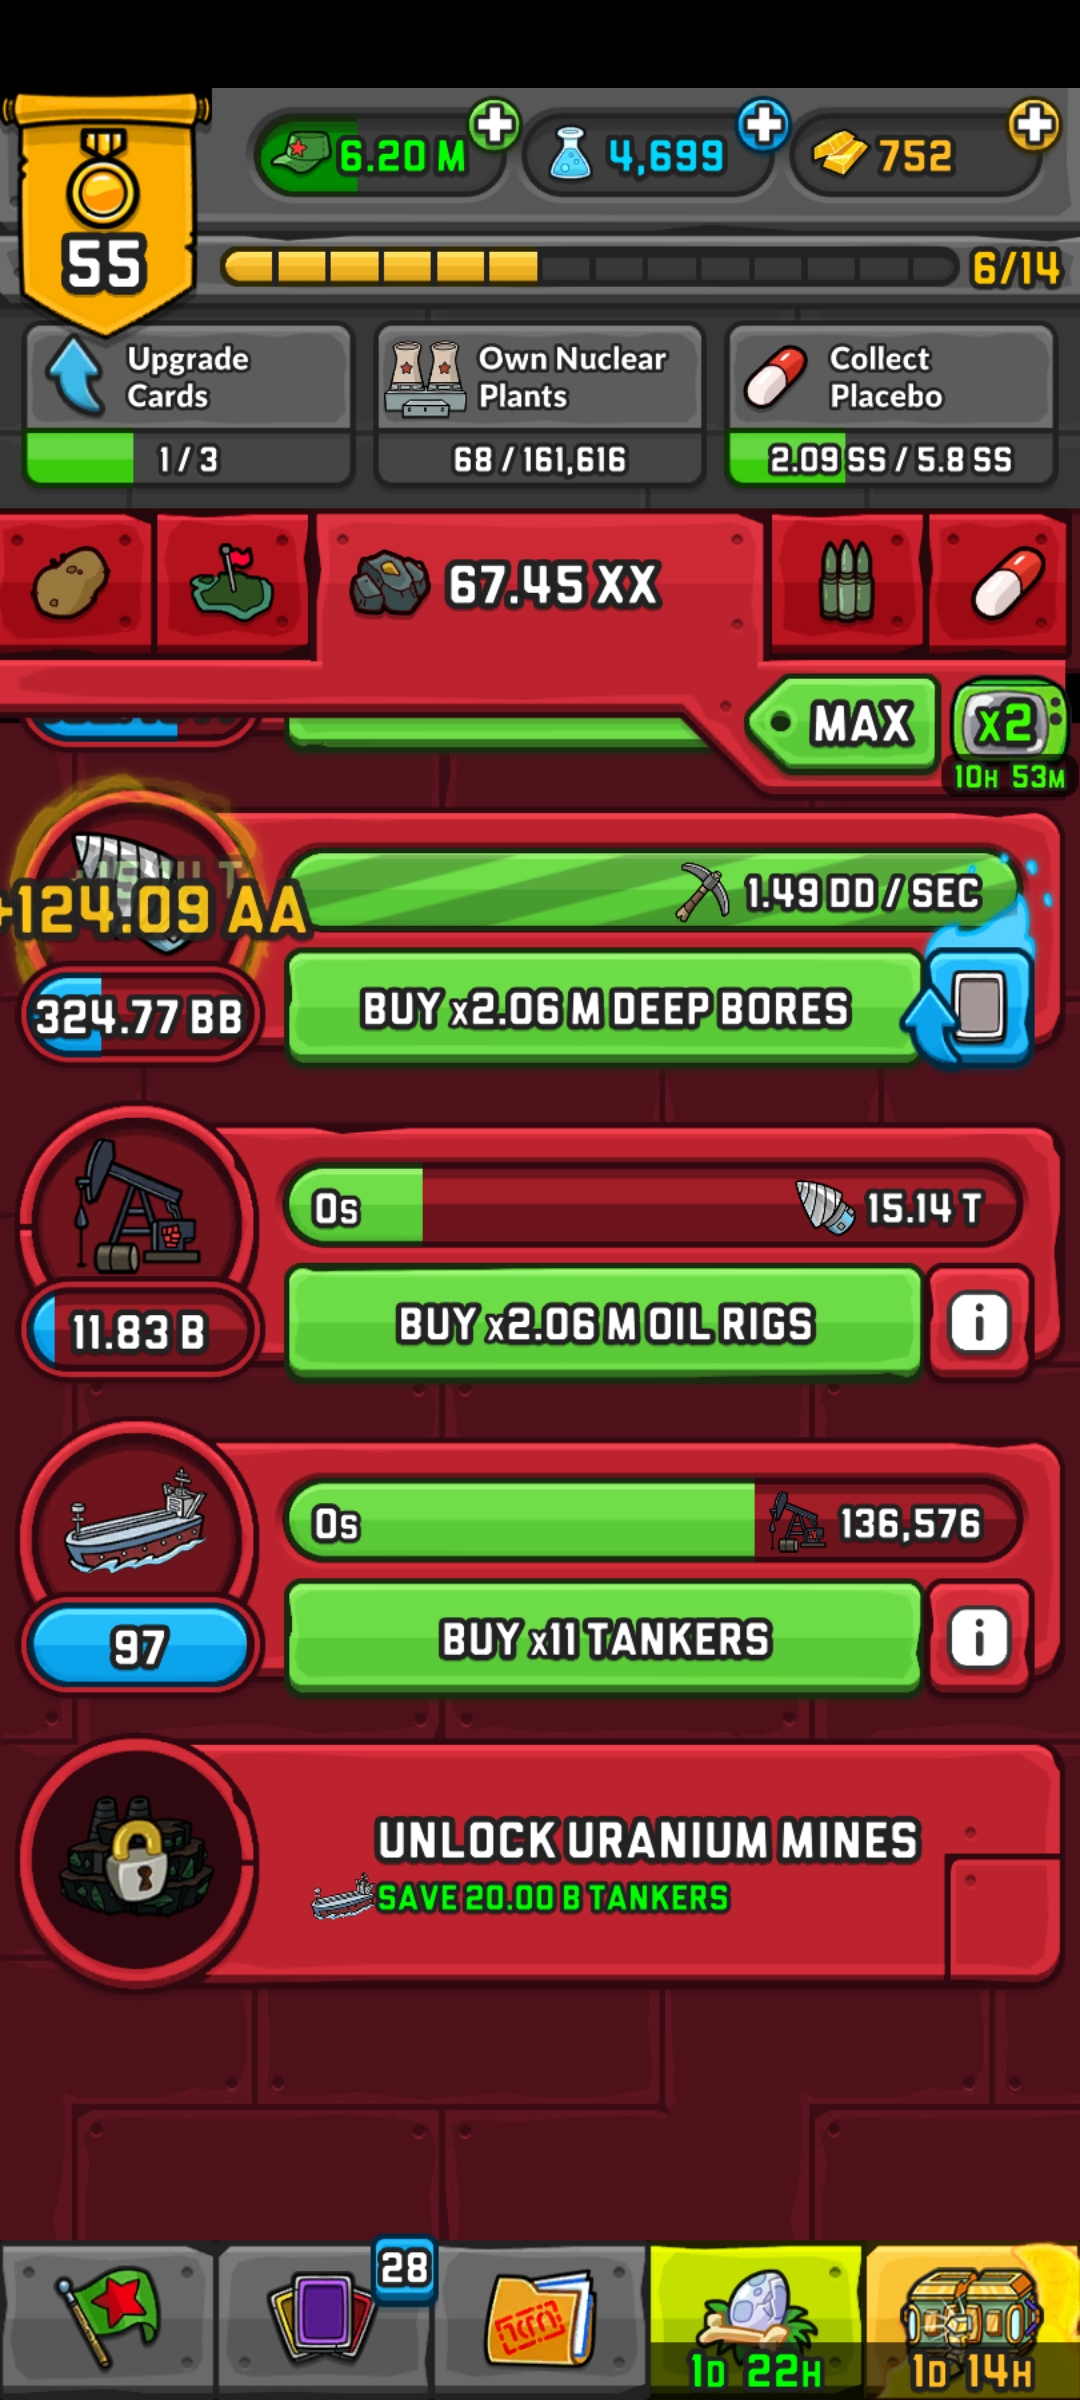 55
6.20 M
4,699
752
6/14
Upgrade Cards
1 / 3
Own Nuclear Plants
68 / 161,616
Collect Placebo
2.09 SS / 5.8 SS
67.45 XX
MAX
x2
10H 53M
+124.09 AA
1.49 DD / SEC
324.77 BB
BUY x2.06 M DEEP BORES
0s
15.14 T
11.83 B
BUY x2.06 M OIL RIGS
i
0s
136,576
97
BUY x11 TANKERS
i
UNLOCK URANIUM MINES
SAVE 20.00 B TANKERS
28
1D 22H
1D 14H